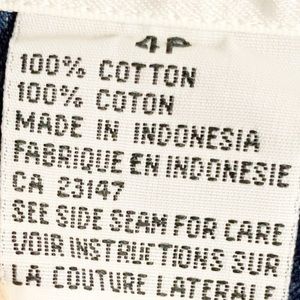 4P
100% COTTON
100% COTON
MADE IN INDONESIA
FABRIQUE EN INDONESIE
CA 23147
SEE SIDE SEAM FOR CARE
VOIR INSTRUCTIONS SUR
LA COUTURE LATERALE